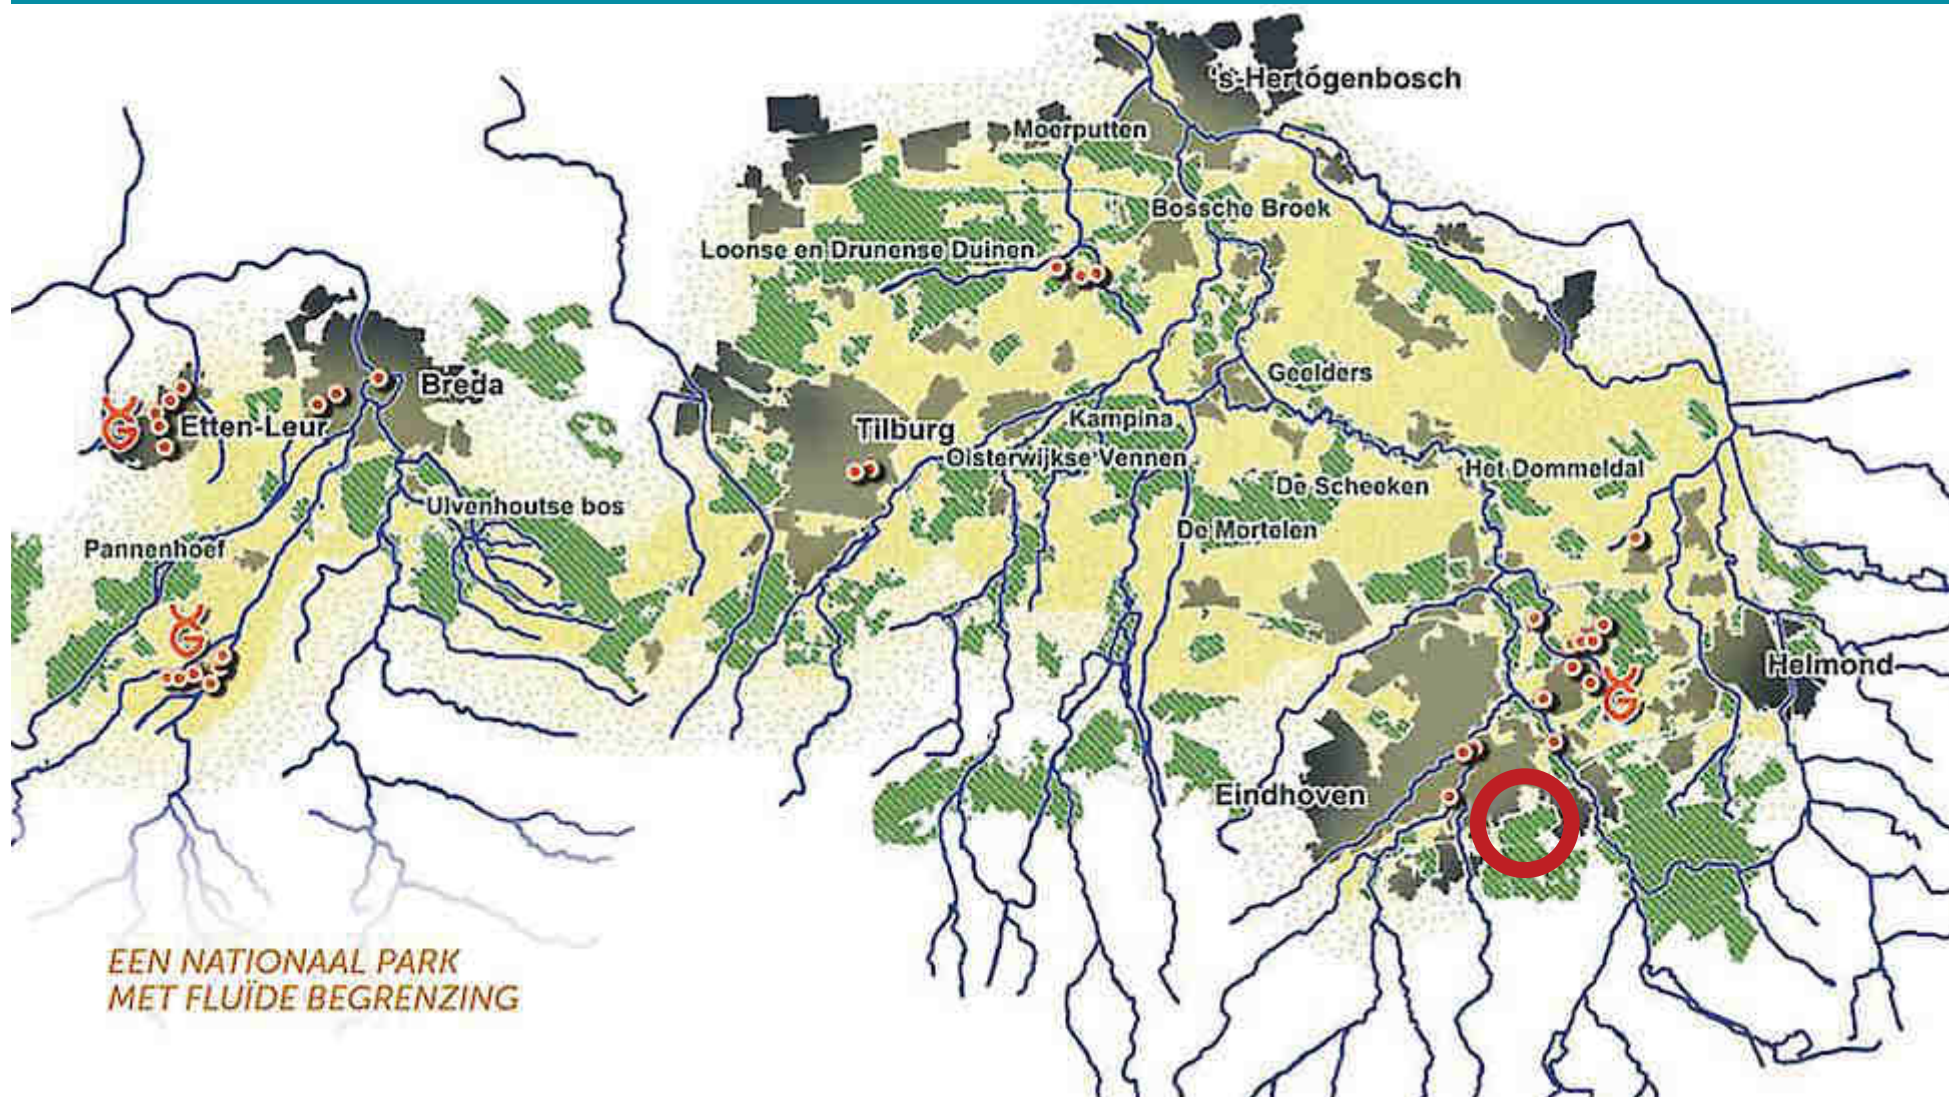 's-Hertogenbosch
Moerputten
Bossche Broek
Loonse en Drunense Duinen
Breda
Etten-Leur
Geelders
Kampina
Tilburg
Oisterwijkse Vennen
Het Dommeldal
De Scheeken
Ulvenhoutse bos
De Mortelen
Pannenhoef
Helmond
Eindhoven
EEN NATIONAAL PARK
MET FLUÏDE BEGRENZING